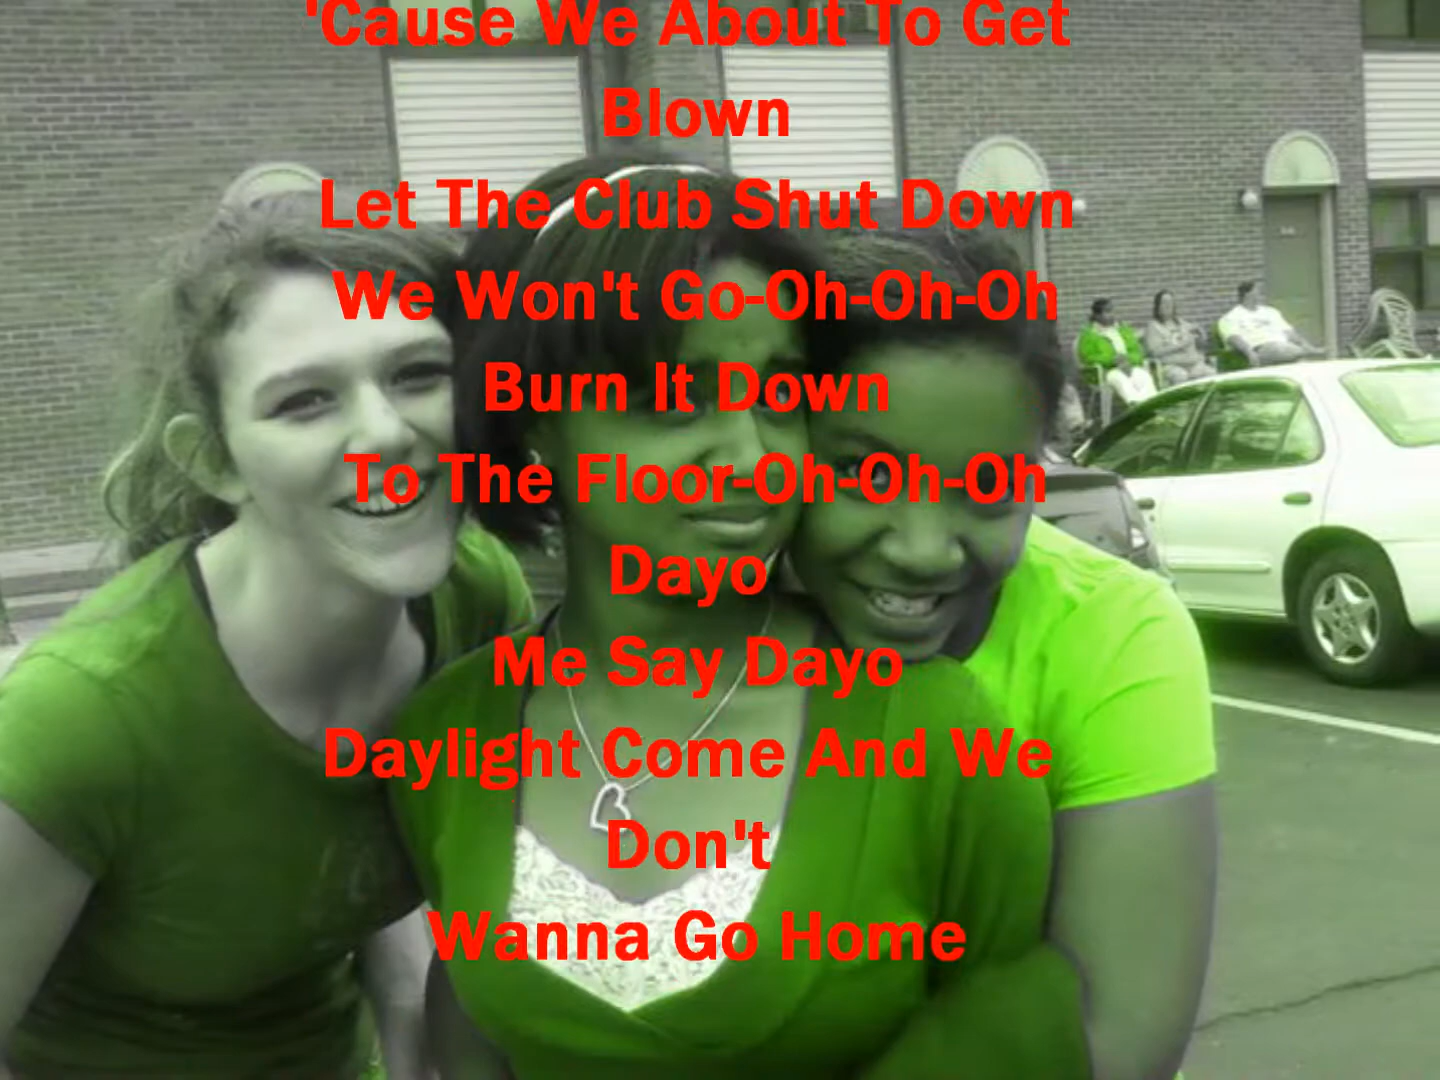 'Cause We About To Get
Blown
Let The Club Shut Down
We Won't Go-Oh-Oh-Oh
Burn It Down
To The Floor-Oh-Oh-Oh
Dayo
Me Say Dayo
Daylight Come And We
Don't
Wanna Go Home